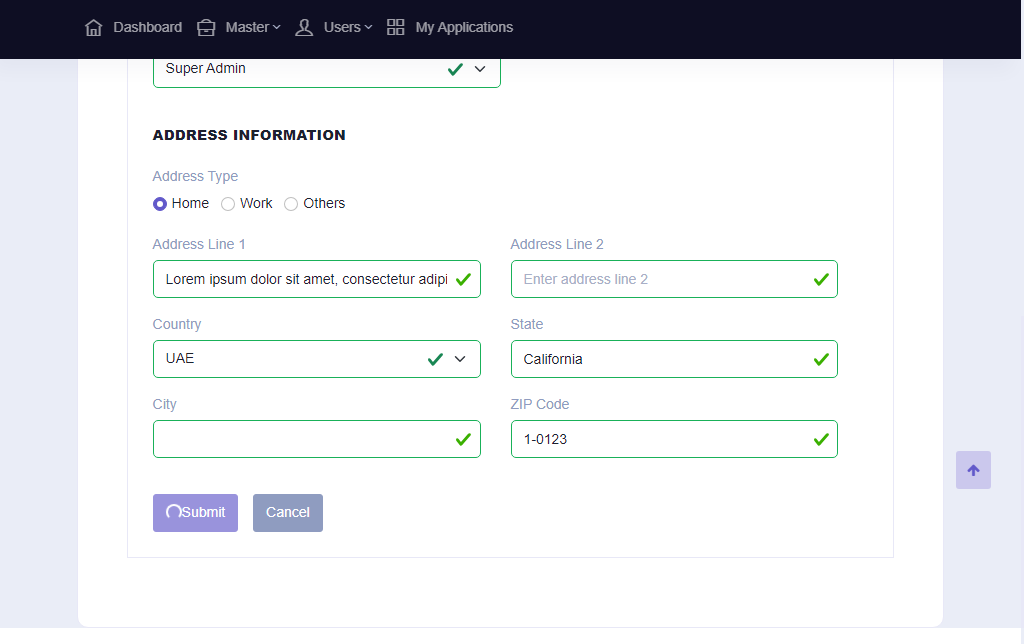 Dashboard Master Users My Applications
Super Admin
ADDRESS INFORMATION
Address Type
Home Work Others
Address Line 1 Address Line 2
Lorem ipsum dolor sit amet, consectetur adipi Enter address line 2
Country State
UAE California
City ZIP Code
1-0123
Submit Cancel